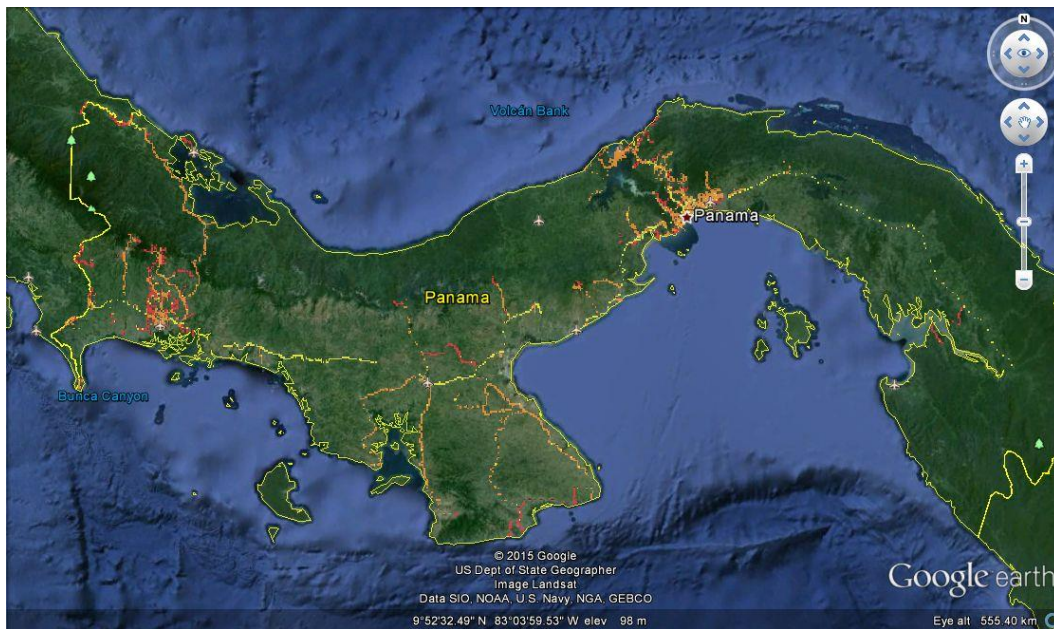 N
Volcán Bank
Panama
Panama
Bunca Canyon
© 2015 Google
US Dept of State Geographer
Image Landsat
Data SIO, NOAA, U.S. Navy, NGA, GEBCO
Google earth
9°52'32.49" N 83°03'59.53" W elev 98 m
Eye alt 555.40 km